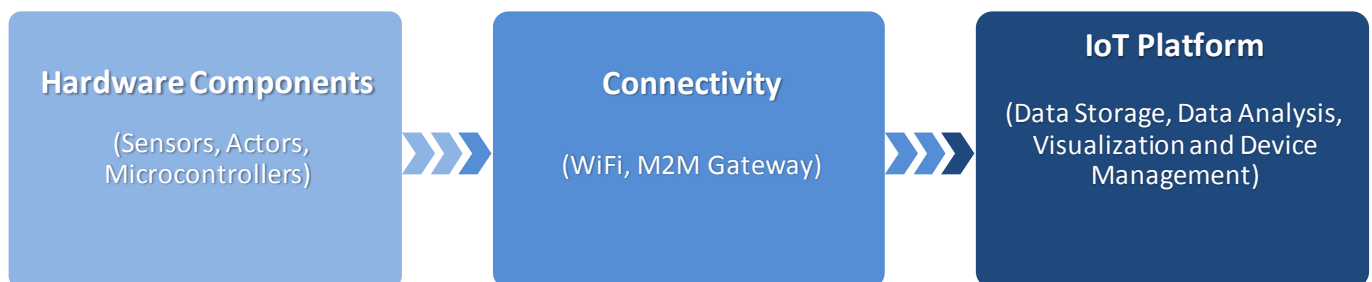 Hardware Components
(Sensors, Actors,
Microcontrollers)
Connectivity
(WiFi, M2M Gateway)
IoT Platform
(Data Storage, Data Analysis,
Visualization and Device
Management)